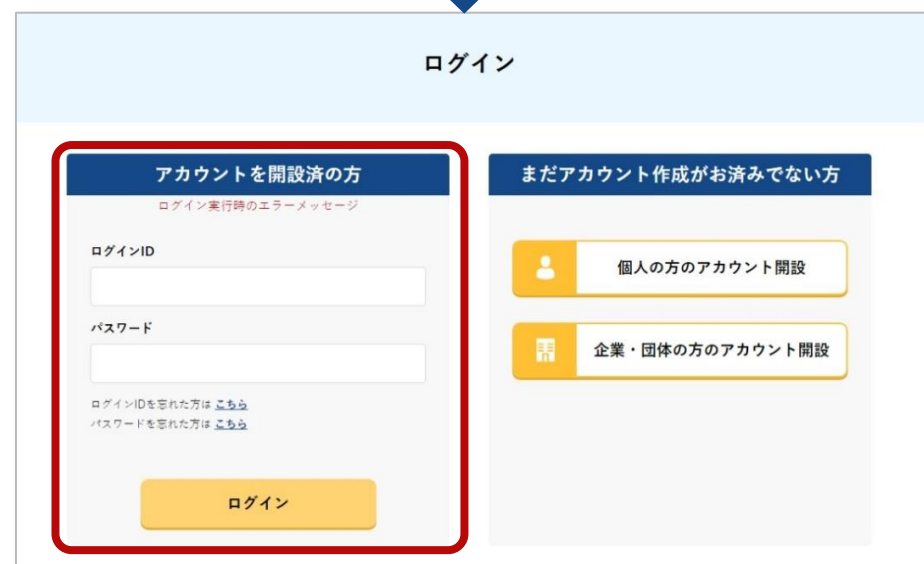 ログイン
アカウントを開設済の方
ログイン実行時のエラーメッセージ
ログインID
パスワード
ログインIDを忘れた方は こちら
パスワードを忘れた方は こちら
ログイン
まだアカウント作成がお済みでない方
個人の方のアカウント開設
企業・団体の方のアカウント開設